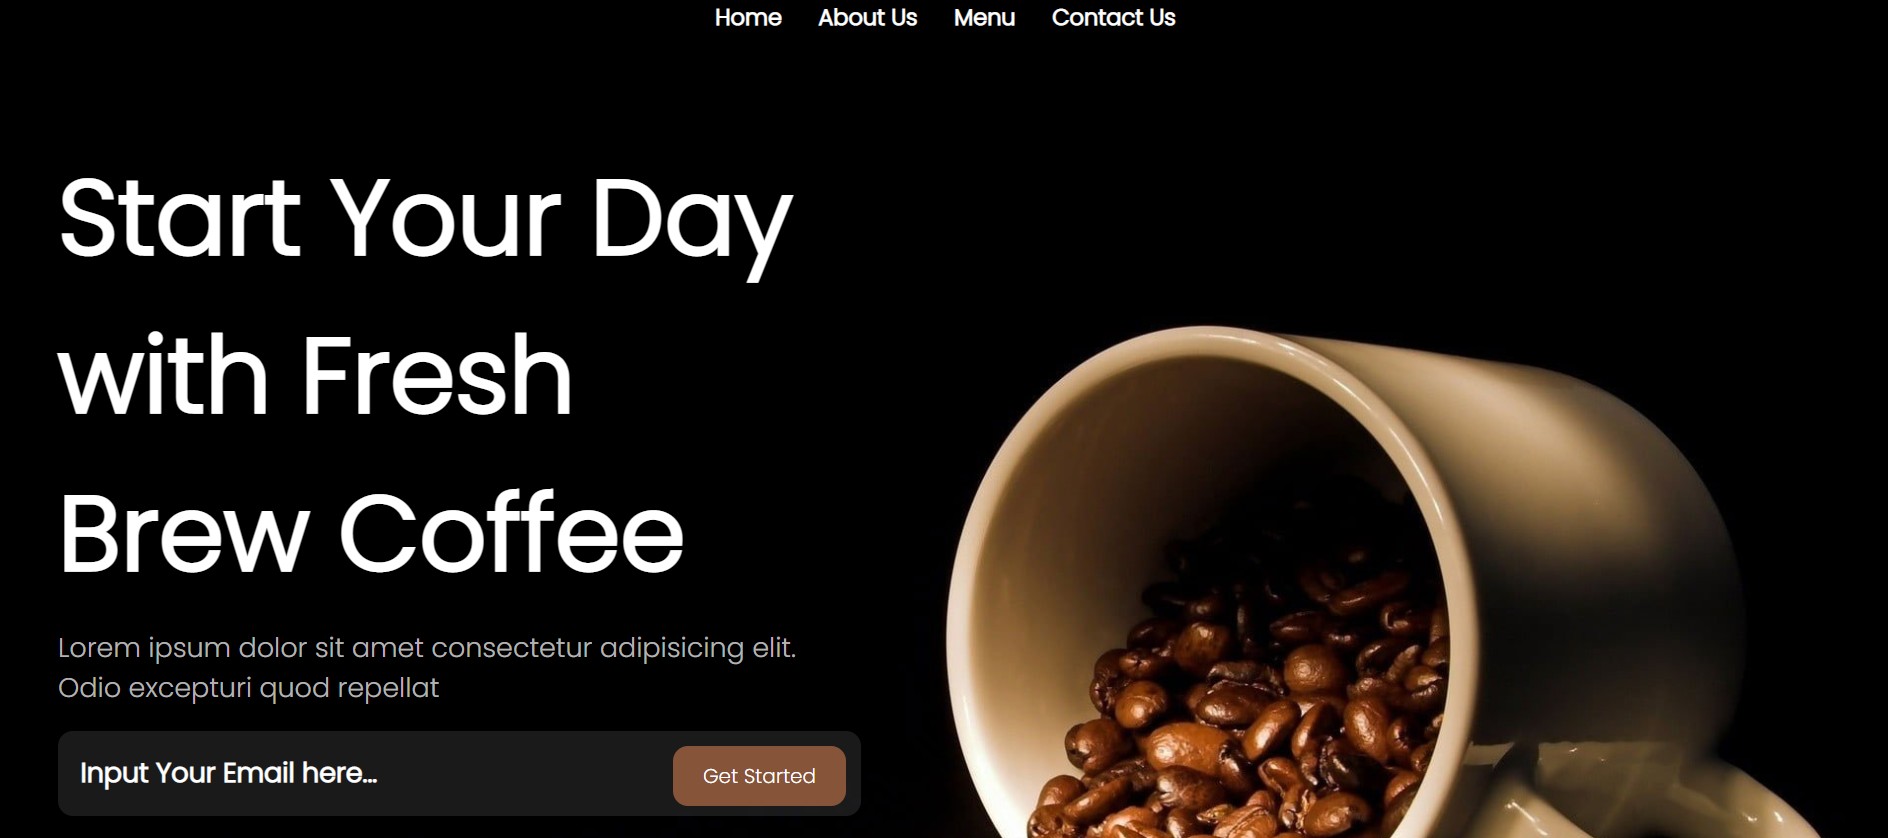 Home About Us Menu Contact Us
Start Your Day
with Fresh
Brew Coffee
Lorem ipsum dolor sit amet consectetur adipisicing elit.
Odio excepturi quod repellat
Input Your Email here...
Get Started